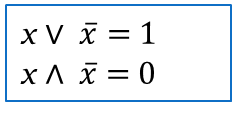 x ∨ x̄ = 1
x ∧ x̄ = 0